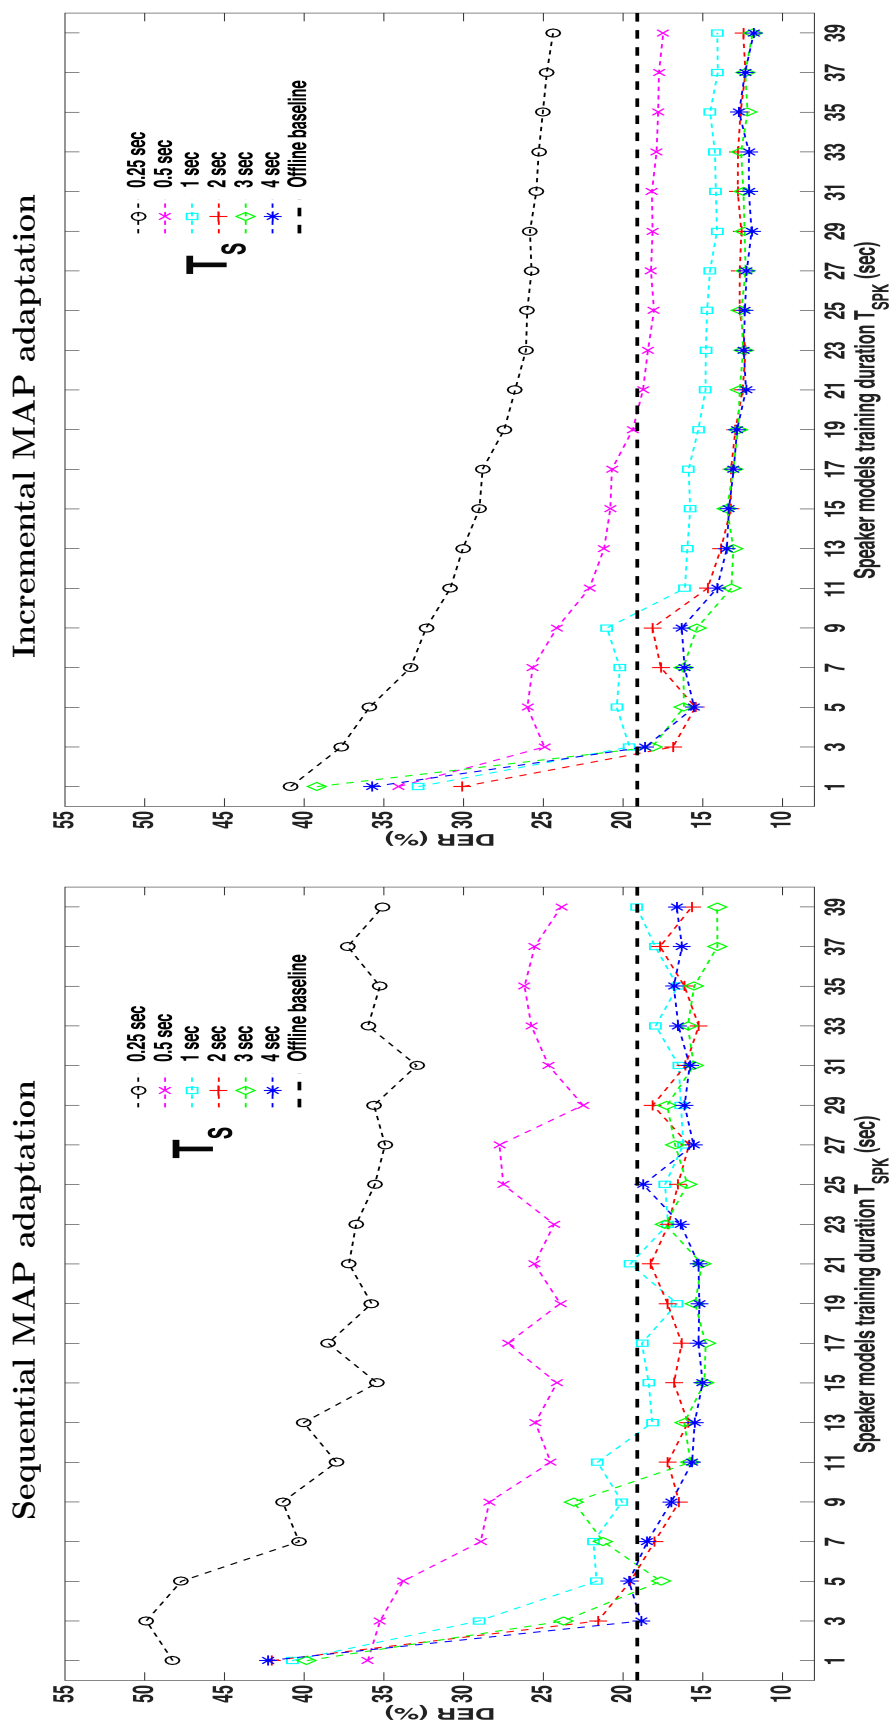 Sequential MAP adaptation
55
50
45
40
35
30
25
20
15
10
DER (%)
1 3 5 7 9 11 13 15 17 19 21 23 25 27 29 31 33 35 37 39
Speaker models training duration T_SPK (sec)
T_S
0.25 sec
0.5 sec
1 sec
2 sec
3 sec
4 sec
Offline baseline
Incremental MAP adaptation
55
50
45
40
35
30
25
20
15
10
DER (%)
1 3 5 7 9 11 13 15 17 19 21 23 25 27 29 31 33 35 37 39
Speaker models training duration T_SPK (sec)
T_S
0.25 sec
0.5 sec
1 sec
2 sec
3 sec
4 sec
Offline baseline